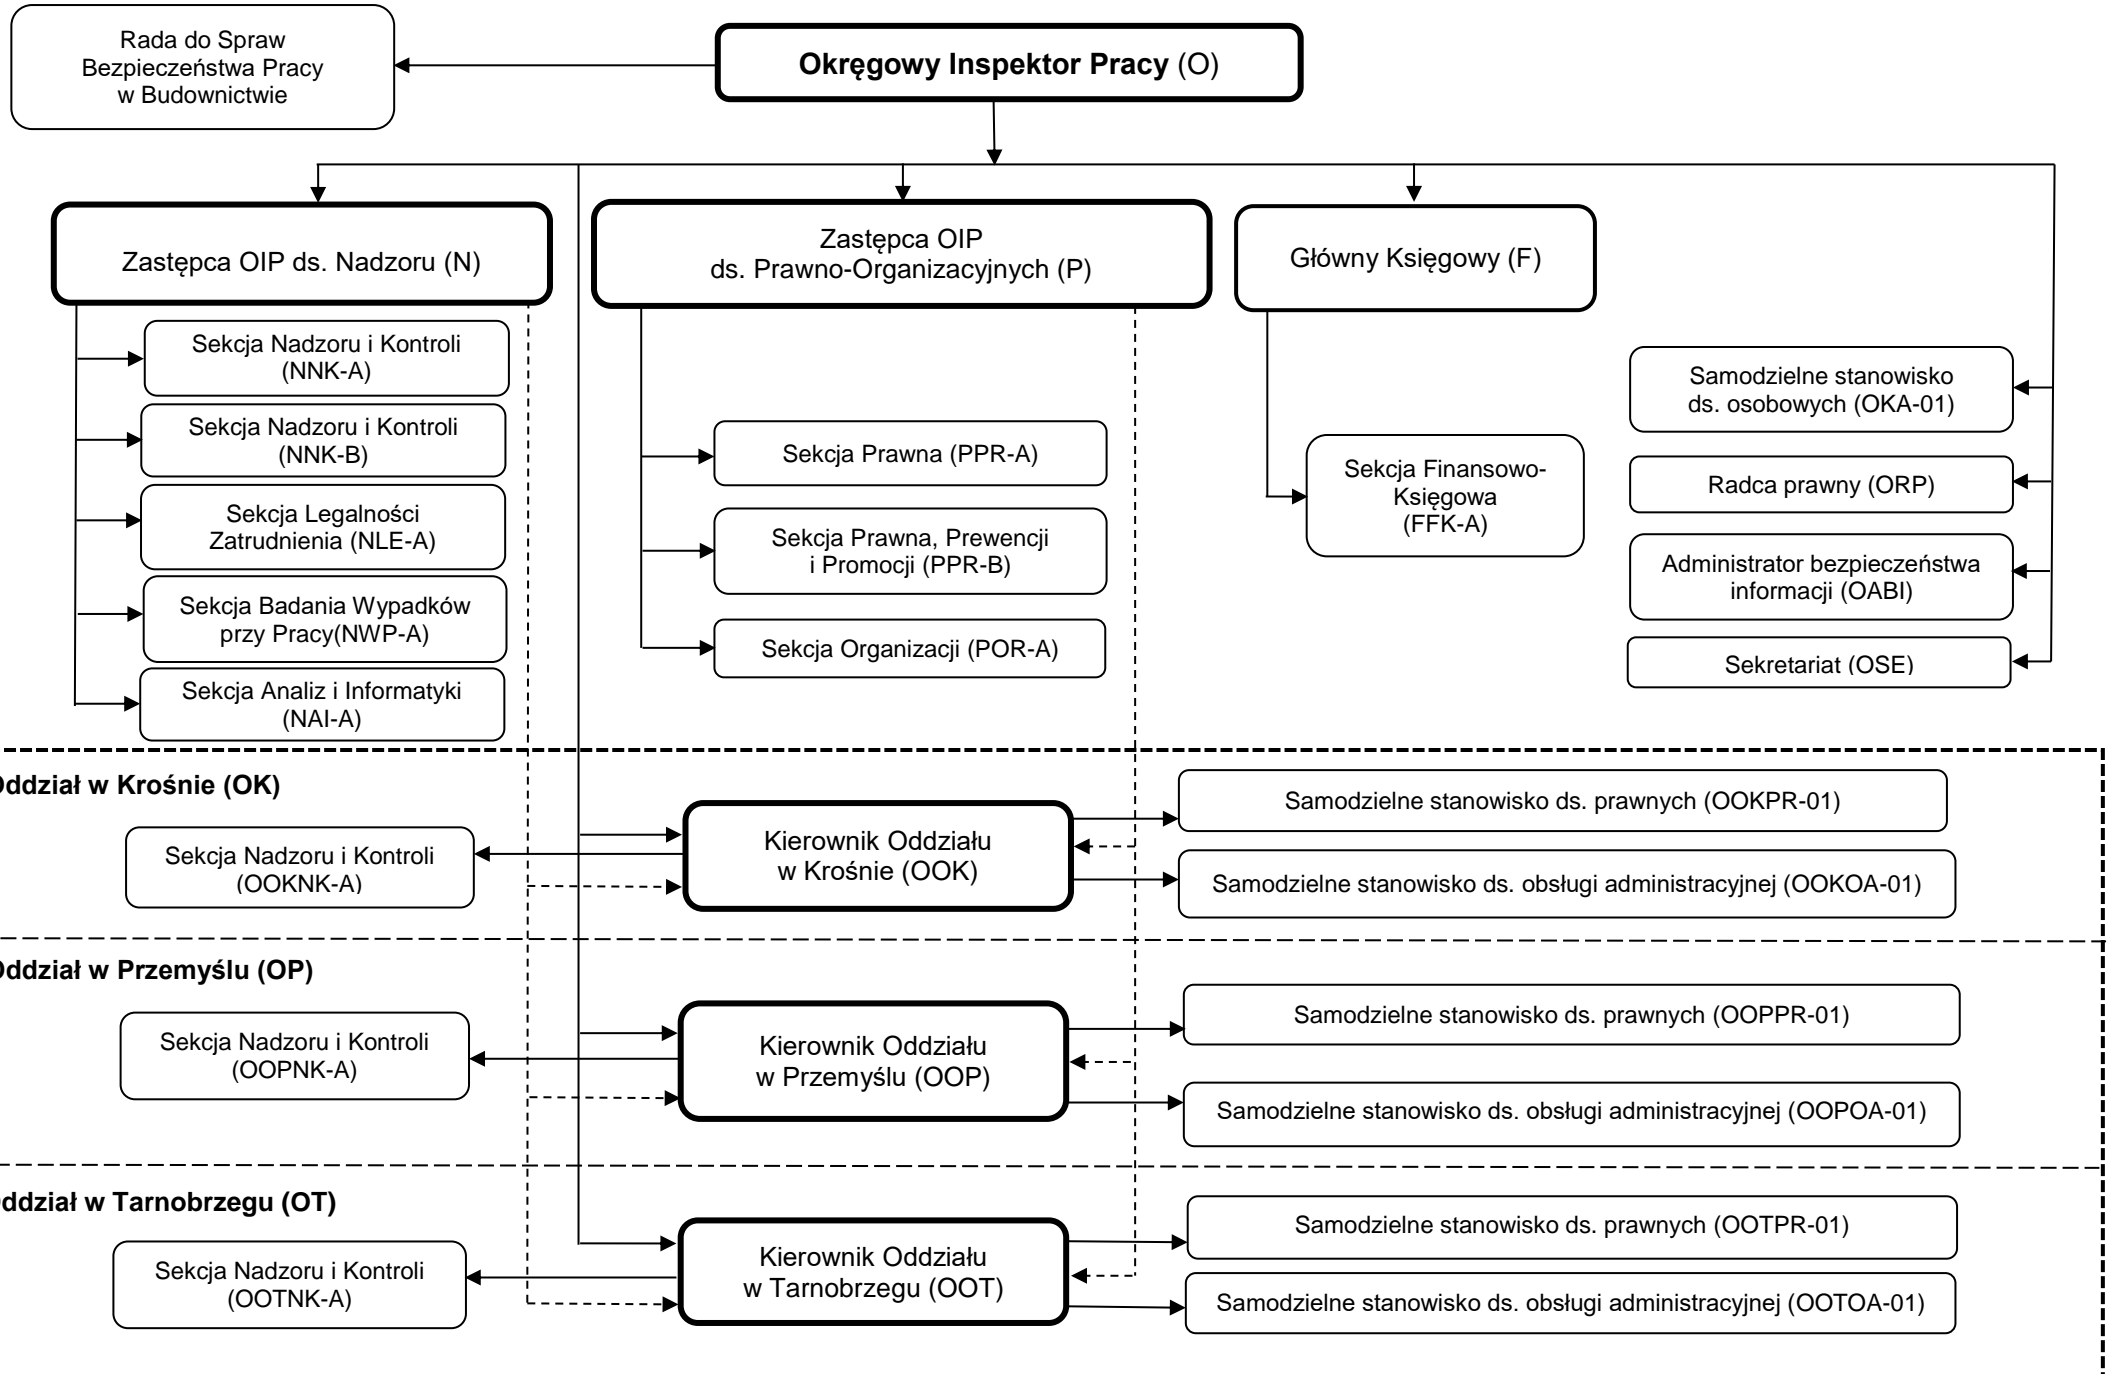 Rada do Spraw
Bezpieczeństwa Pracy
w Budownictwie
Okręgowy Inspektor Pracy (O)
Zastępca OIP ds. Nadzoru (N)
Zastępca OIP
ds. Prawno-Organizacyjnych (P)
Główny Księgowy (F)
Sekcja Nadzoru i Kontroli
(NNK-A)
Sekcja Nadzoru i Kontroli
(NNK-B)
Sekcja Legalności
Zatrudnienia (NLE-A)
Sekcja Badania Wypadków
przy Pracy(NWP-A)
Sekcja Analiz i Informatyki
(NAI-A)
Sekcja Prawna (PPR-A)
Sekcja Prawna, Prewencji
i Promocji (PPR-B)
Sekcja Organizacji (POR-A)
Sekcja Finansowo-
Księgowa
(FFK-A)
Samodzielne stanowisko
ds. osobowych (OKA-01)
Radca prawny (ORP)
Administrator bezpieczeństwa
informacji (OABI)
Sekretariat (OSE)
Oddział w Krośnie (OK)
Sekcja Nadzoru i Kontroli
(OOKNK-A)
Kierownik Oddziału
w Krośnie (OOK)
Samodzielne stanowisko ds. prawnych (OOKPR-01)
Samodzielne stanowisko ds. obsługi administracyjnej (OOKOA-01)
Oddział w Przemyślu (OP)
Sekcja Nadzoru i Kontroli
(OOPNK-A)
Kierownik Oddziału
w Przemyślu (OOP)
Samodzielne stanowisko ds. prawnych (OOPPR-01)
Samodzielne stanowisko ds. obsługi administracyjnej (OOPOA-01)
Oddział w Tarnobrzegu (OT)
Sekcja Nadzoru i Kontroli
(OOTNK-A)
Kierownik Oddziału
w Tarnobrzegu (OOT)
Samodzielne stanowisko ds. prawnych (OOTPR-01)
Samodzielne stanowisko ds. obsługi administracyjnej (OOTOA-01)